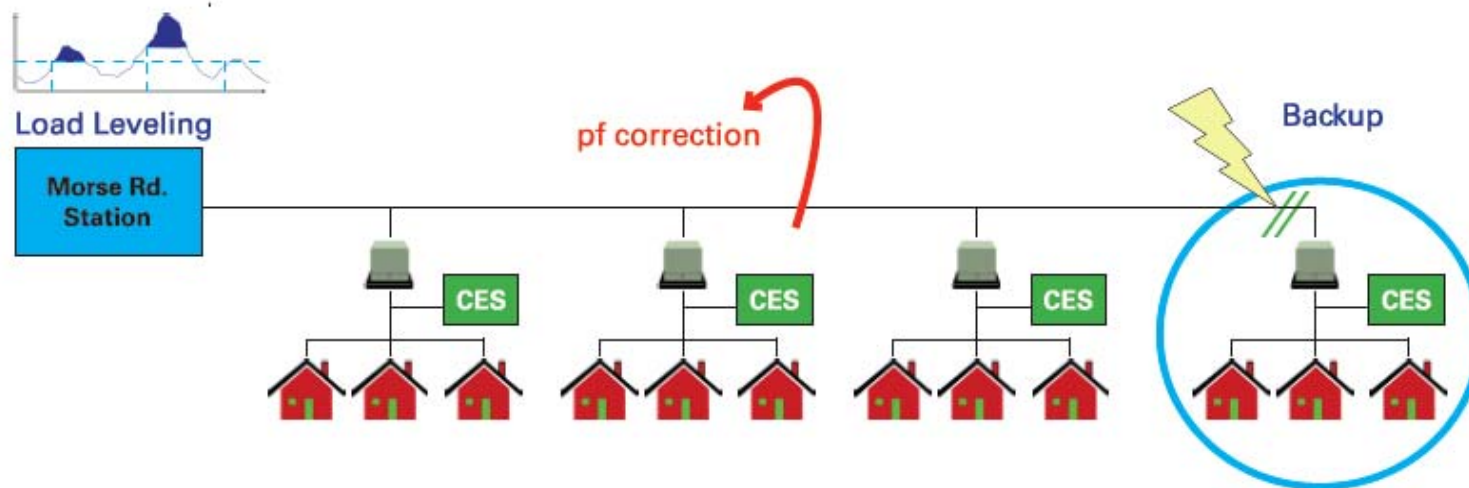 Load Leveling
Morse Rd.
Station
pf correction
Backup
CES
CES
CES
CES